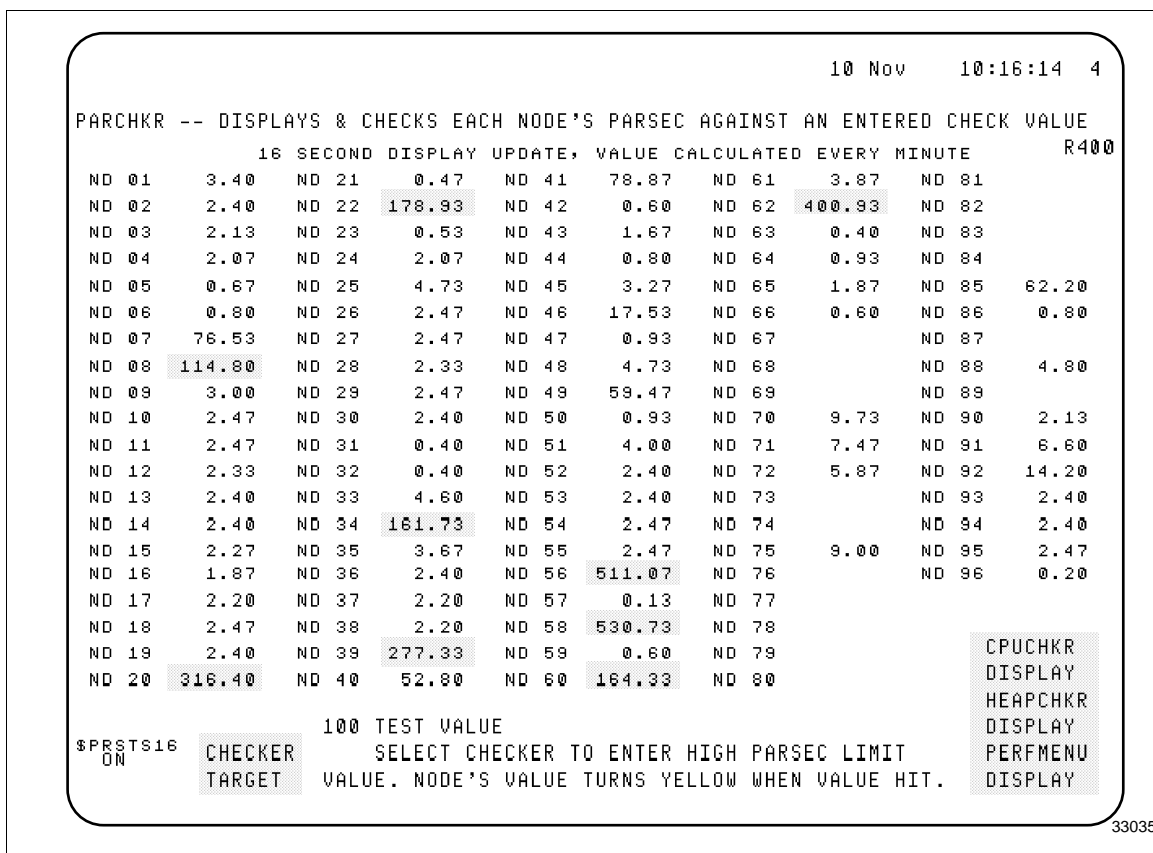 10 Nov 10:16:14 4
PARCHKR -- DISPLAYS & CHECKS EACH NODE'S PARSEC AGAINST AN ENTERED CHECK VALUE
16 SECOND DISPLAY UPDATE, VALUE CALCULATED EVERY MINUTE R400
ND 01 3.40 ND 21 0.47 ND 41 78.87 ND 61 3.87 ND 81
ND 02 2.40 ND 22 178.93 ND 42 0.60 ND 62 400.93 ND 82
ND 03 2.13 ND 23 0.53 ND 43 1.67 ND 63 0.40 ND 83
ND 04 2.07 ND 24 2.07 ND 44 0.80 ND 64 0.93 ND 84
ND 05 0.67 ND 25 4.73 ND 45 3.27 ND 65 1.87 ND 85 62.20
ND 06 0.80 ND 26 2.47 ND 46 17.53 ND 66 0.60 ND 86 0.80
ND 07 76.53 ND 27 2.47 ND 47 0.93 ND 67 ND 87
ND 08 114.80 ND 28 2.33 ND 48 4.73 ND 68 ND 88 4.80
ND 09 3.00 ND 29 2.47 ND 49 59.47 ND 69 ND 89
ND 10 2.47 ND 30 2.40 ND 50 0.93 ND 70 9.73 ND 90 2.13
ND 11 2.47 ND 31 0.40 ND 51 4.00 ND 71 7.47 ND 91 6.60
ND 12 2.33 ND 32 0.40 ND 52 2.40 ND 72 5.87 ND 92 14.20
ND 13 2.40 ND 33 4.60 ND 53 2.40 ND 73 ND 93 2.40
ND 14 2.40 ND 34 161.73 ND 54 2.47 ND 74 ND 94 2.40
ND 15 2.27 ND 35 3.67 ND 55 2.47 ND 75 9.00 ND 95 2.47
ND 16 1.87 ND 36 2.40 ND 56 511.07 ND 76 ND 96 0.20
ND 17 2.20 ND 37 2.20 ND 57 0.13 ND 77
ND 18 2.47 ND 38 2.20 ND 58 530.73 ND 78
ND 19 2.40 ND 39 277.33 ND 59 0.60 ND 79
ND 20 316.40 ND 40 52.80 ND 60 164.33 ND 80
CPUCHKR
DISPLAY
HEAPCHKR
DISPLAY
PERFMENU
DISPLAY
100 TEST VALUE
$PRSTS16
ON
CHECKER
TARGET
SELECT CHECKER TO ENTER HIGH PARSEC LIMIT
VALUE. NODE'S VALUE TURNS YELLOW WHEN VALUE HIT.
33035